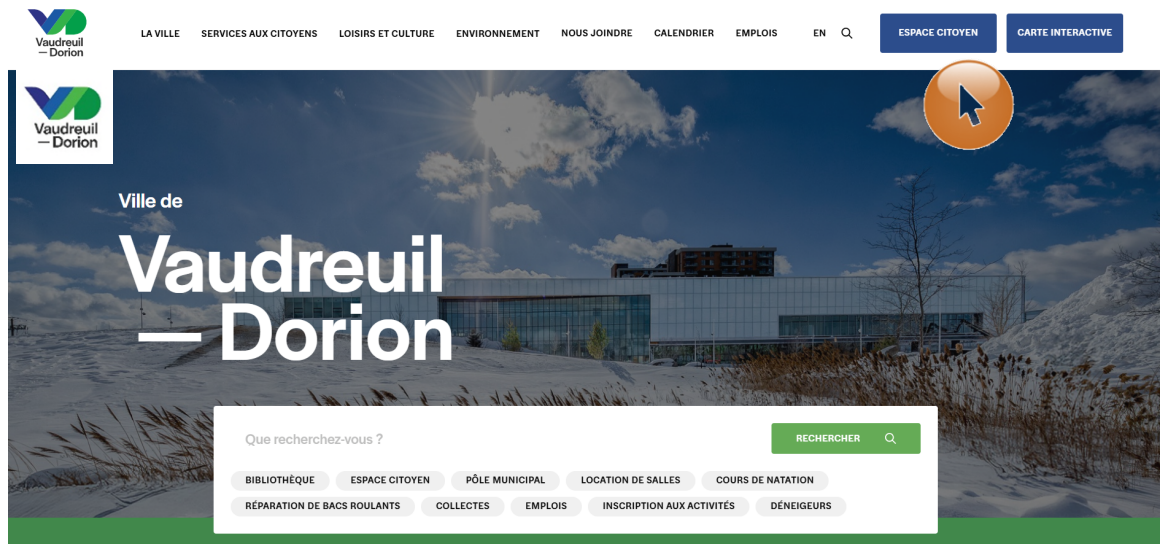 Vaudreuil
— Dorion
LA VILLE SERVICES AUX CITOYENS LOISIRS ET CULTURE ENVIRONNEMENT NOUS JOINDRE CALENDRIER EMPLOIS EN ESPACE CITOYEN CARTE INTERACTIVE
Vaudreuil
— Dorion
Ville de
Vaudreuil
— Dorion
Que recherchez-vous ? RECHERCHER
BIBLIOTHÈQUE ESPACE CITOYEN PÔLE MUNICIPAL LOCATION DE SALLES COURS DE NATATION
RÉPARATION DE BACS ROULANTS COLLECTES EMPLOIS INSCRIPTION AUX ACTIVITÉS DÉNEIGEURS